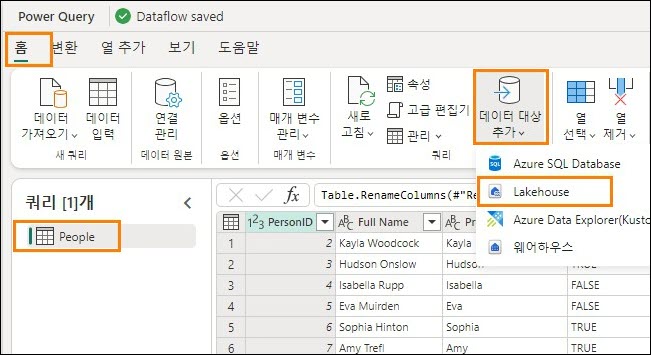 Power Query
Dataflow saved
홈 변환 열 추가 보기 도움말
데이터 가져오기
데이터 입력
새 쿼리
연결 관리
데이터 원본
옵션
옵션
매개 변수 관리
매개 변수
새로 고침
속성
고급 편집기
관리
쿼리
데이터 대상 추가
열 선택
열 제거
Azure SQL Database
Lakehouse
Azure Data Explorer(Kusto
웨어하우스
쿼리 [1]개
People
fx Table.RenameColumns(#"Re
1²3 PersonID ABC Full Name ABC Pr
1 2 Kayla Woodcock Kayla
2 3 Hudson Onslow Hudson TRUE
3 4 Isabella Rupp Isabella FALSE
4 5 Eva Muirden Eva FALSE
5 6 Sophia Hinton Sophia TRUE
6 7 Amy Trefl Amy TRUE